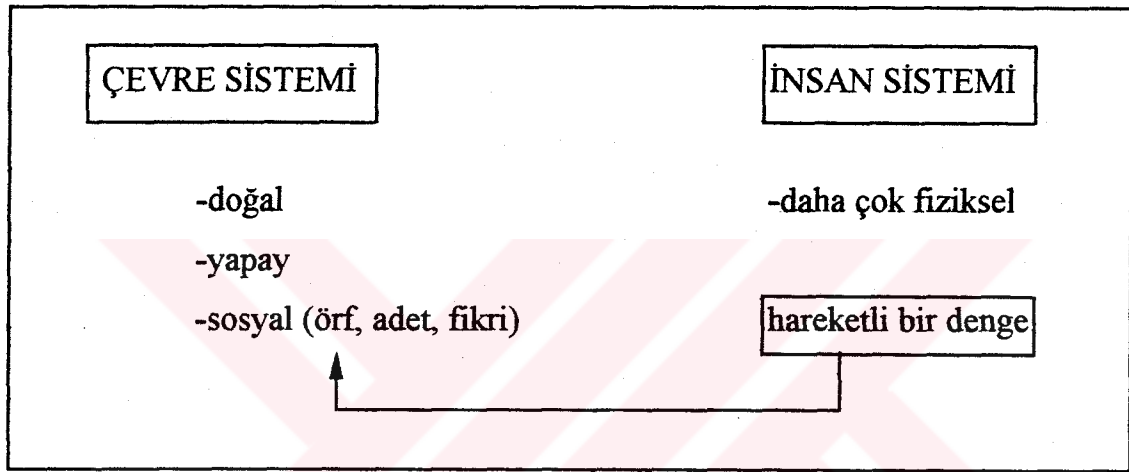 ÇEVRE SİSTEMİ
-doğal
-yapay
-sosyal (örf, adet, fikri)
İNSAN SİSTEMİ
-daha çok fiziksel
hareketli bir denge